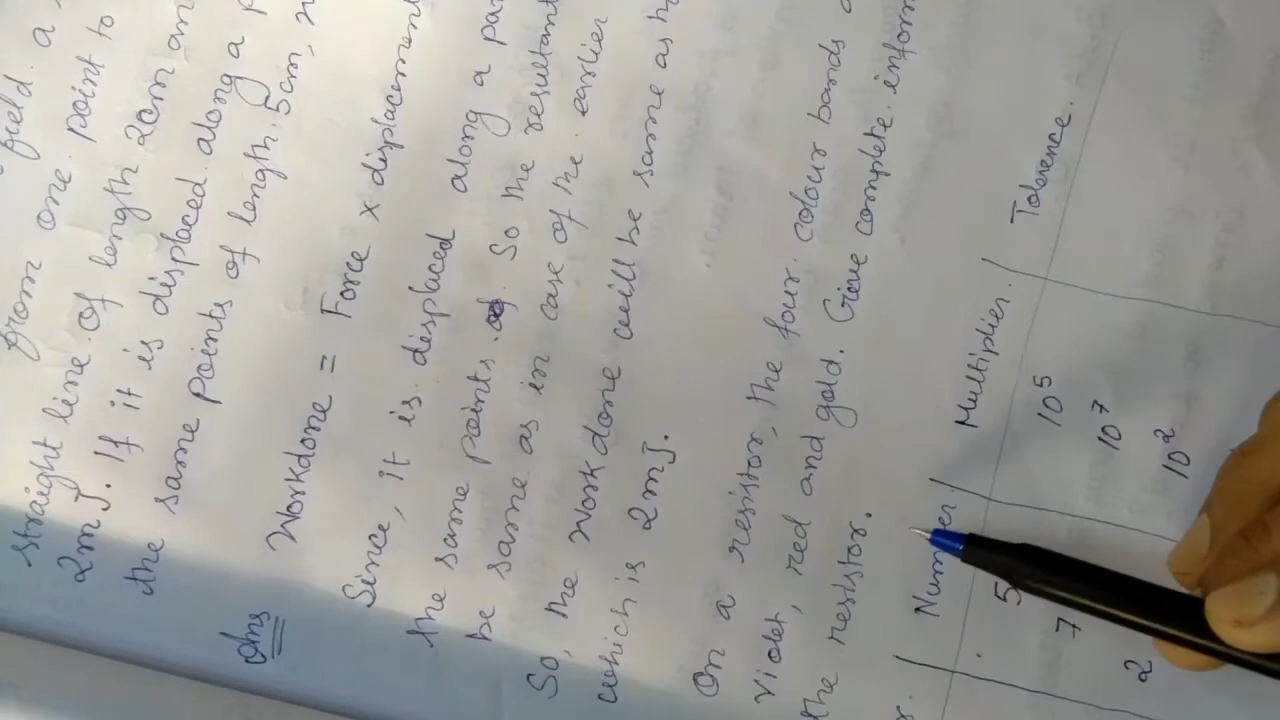 field. a
from one point to
straight line of length 2cm an
2mJ. If it is displaced along a p
the same points of length 5cm,
Ans Workdone = Force x displacement
Since, it is displaced along a pa
the same points. So the resultant
be same as in case of the earlier
So, the Workdone will be same as
which is 2mJ.
On a resistor, the four colour bands
Violet, red and gold. Give complete inform
the resistor.
r. Number Multiplier. Tolerence.
5 10⁵
7 10⁷
2 10²